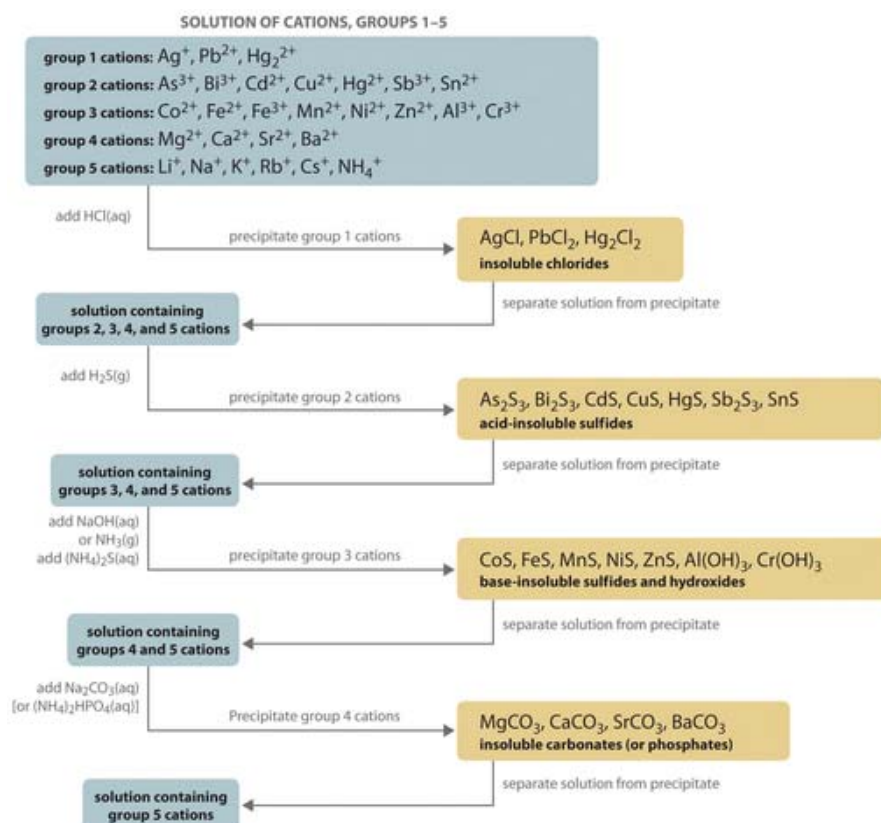 SOLUTION OF CATIONS, GROUPS 1–5
group 1 cations: Ag⁺, Pb²⁺, Hg₂²⁺
group 2 cations: As³⁺, Bi³⁺, Cd²⁺, Cu²⁺, Hg²⁺, Sb³⁺, Sn²⁺
group 3 cations: Co²⁺, Fe²⁺, Fe³⁺, Mn²⁺, Ni²⁺, Zn²⁺, Al³⁺, Cr³⁺
group 4 cations: Mg²⁺, Ca²⁺, Sr²⁺, Ba²⁺
group 5 cations: Li⁺, Na⁺, K⁺, Rb⁺, Cs⁺, NH₄⁺
add HCl(aq)
precipitate group 1 cations
AgCl, PbCl₂, Hg₂Cl₂
insoluble chlorides
separate solution from precipitate
solution containing
groups 2, 3, 4, and 5 cations
add H₂S(g)
precipitate group 2 cations
As₂S₃, Bi₂S₃, CdS, CuS, HgS, Sb₂S₃, SnS
acid-insoluble sulfides
separate solution from precipitate
solution containing
groups 3, 4, and 5 cations
add NaOH(aq)
or NH₃(g)
add (NH₄)₂S(aq)
precipitate group 3 cations
CoS, FeS, MnS, NiS, ZnS, Al(OH)₃, Cr(OH)₃
base-insoluble sulfides and hydroxides
separate solution from precipitate
solution containing
groups 4 and 5 cations
add Na₂CO₃(aq)
[or (NH₄)₂HPO₄(aq)]
Precipitate group 4 cations
MgCO₃, CaCO₃, SrCO₃, BaCO₃
insoluble carbonates (or phosphates)
separate solution from precipitate
solution containing
group 5 cations